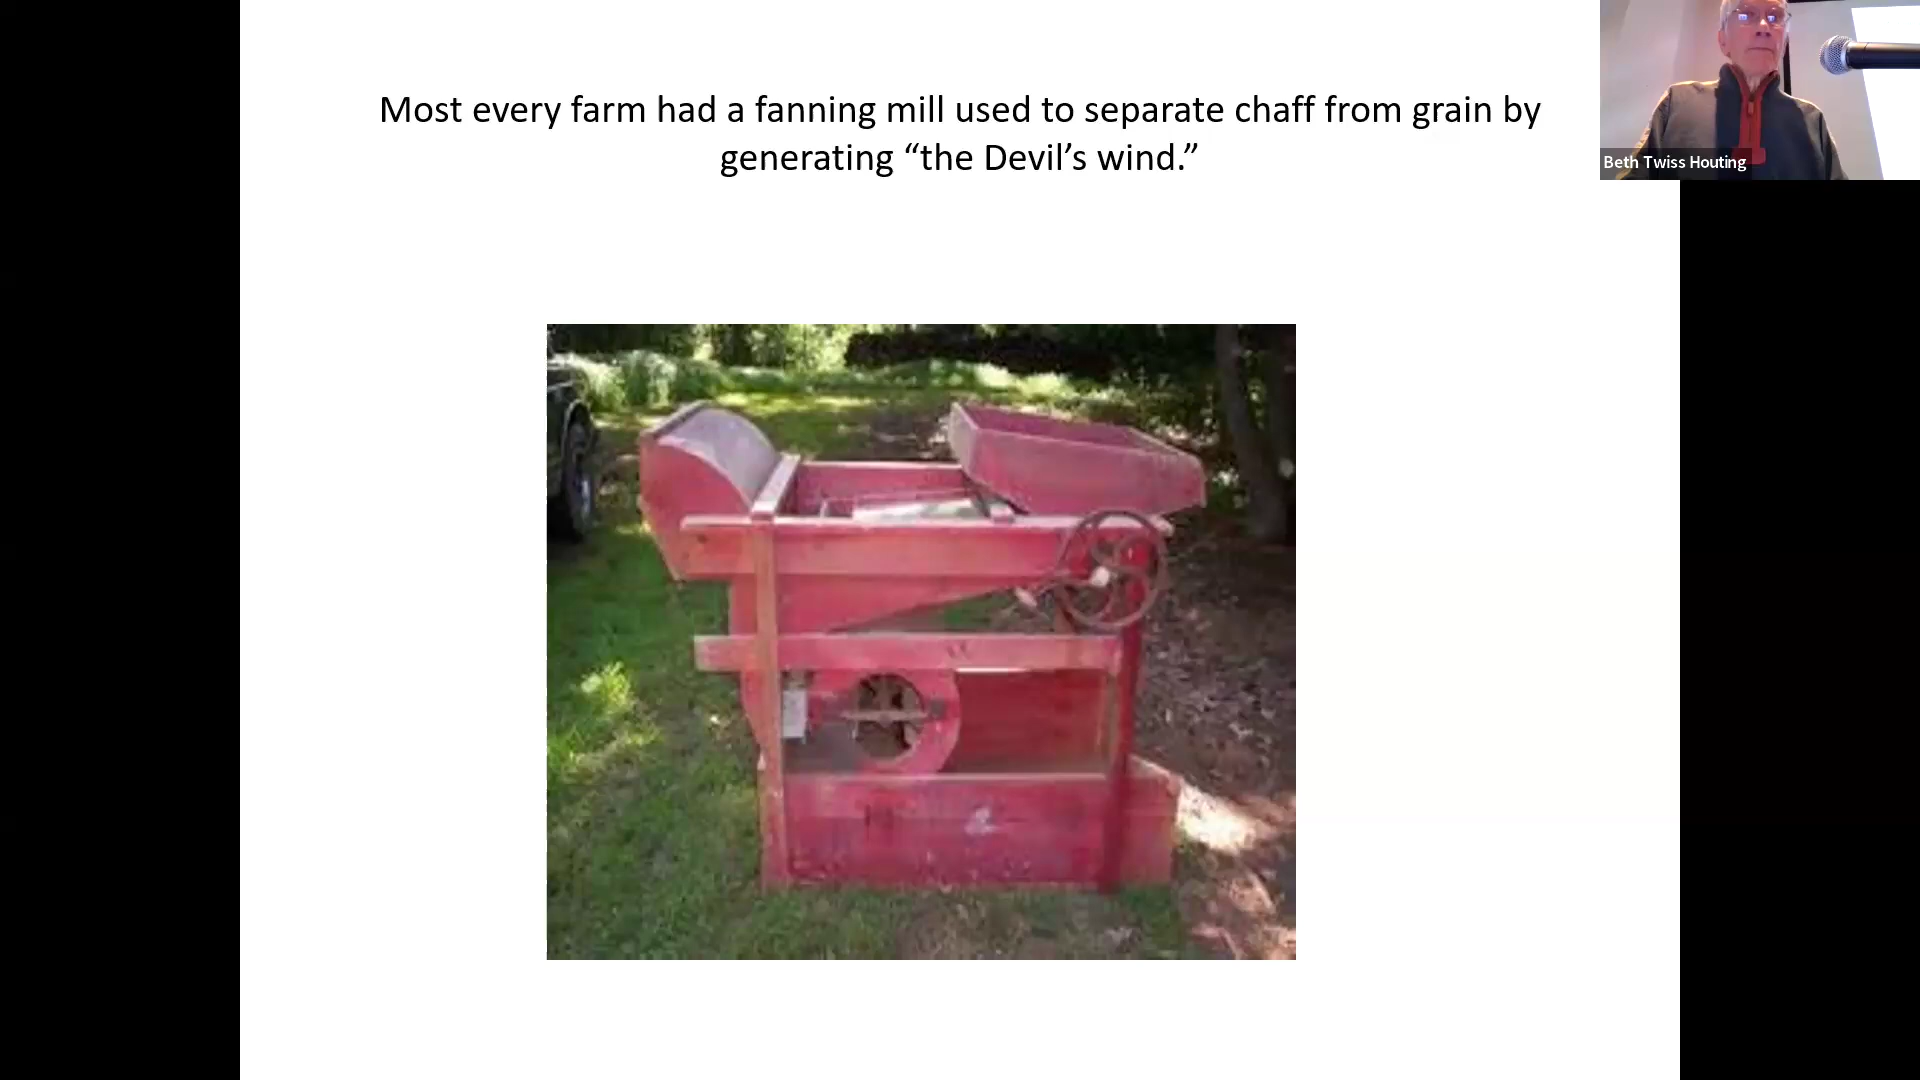 Most every farm had a fanning mill used to separate chaff from grain by
generating “the Devil’s wind.”
Beth Twiss Houting